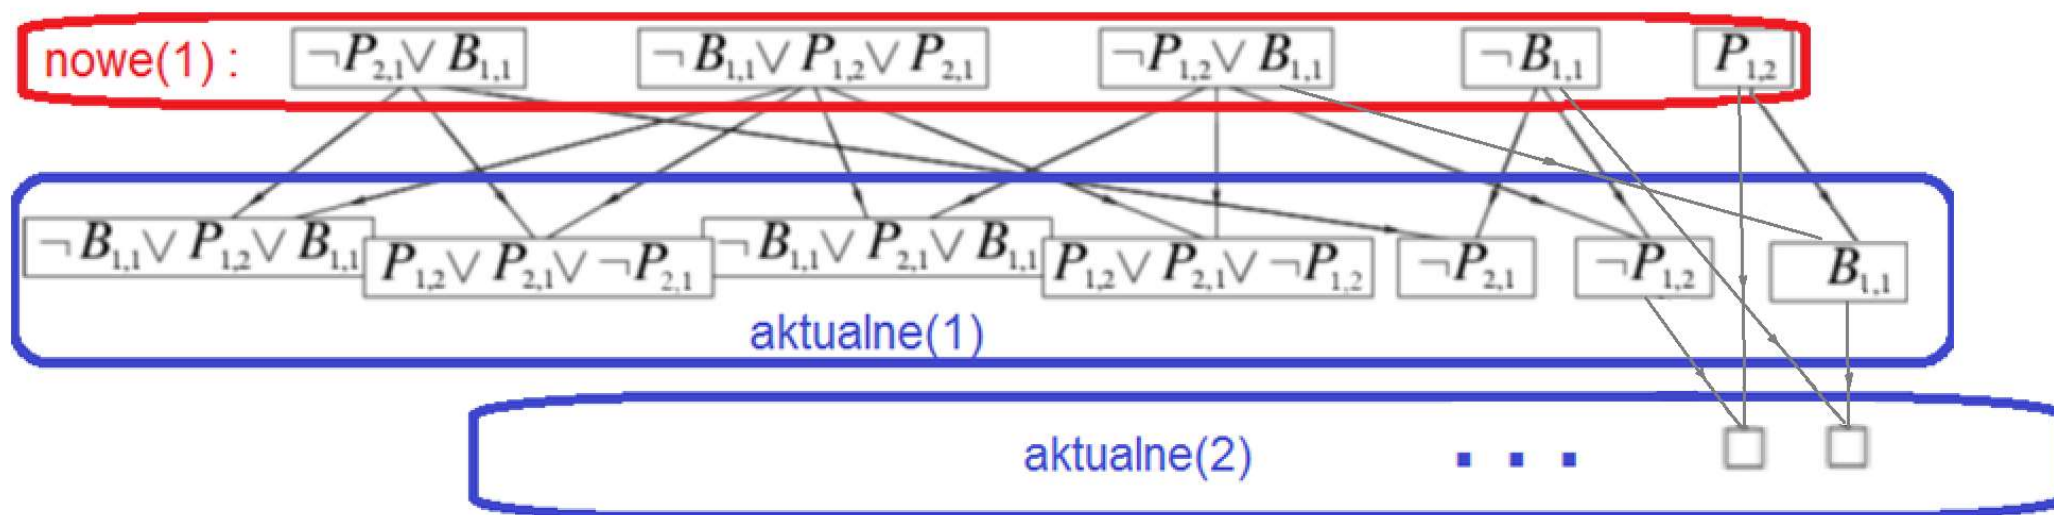 nowe(1) : ¬P₂,₁∨ B₁,₁ ¬B₁,₁∨ P₁,₂∨ P₂,₁ ¬P₁,₂∨ B₁,₁ ¬B₁,₁ P₁,₂
¬B₁,₁∨ P₁,₂∨ B₁,₁ P₁,₂∨ P₂,₁∨ ¬P₂,₁ ¬B₁,₁∨ P₂,₁∨ B₁,₁ P₁,₂∨ P₂,₁∨ ¬P₁,₂ ¬P₂,₁ ¬P₁,₂ B₁,₁
aktualne(1)
aktualne(2) . . .